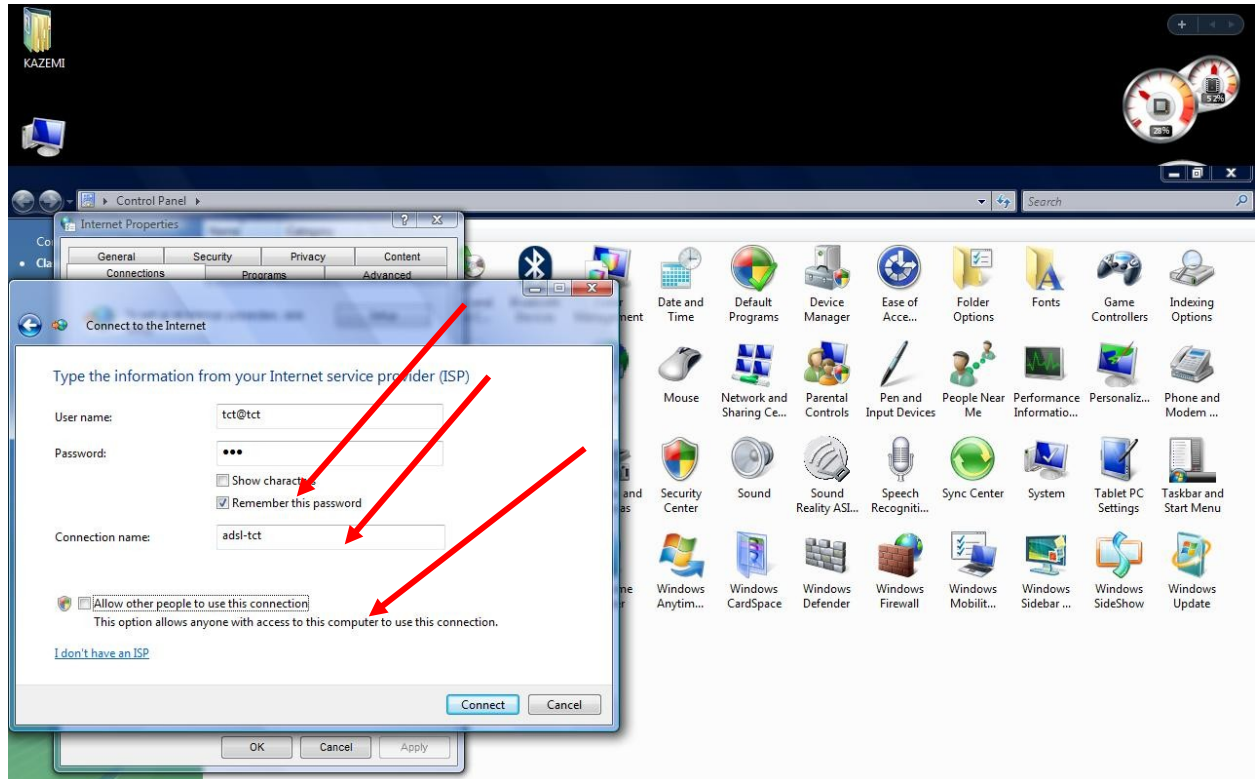 KAZEMI
52%
28%
Control Panel
Search
Internet Properties
General Security Privacy Content
Connections Programs Advanced
Connect to the Internet
Type the information from your Internet service provider (ISP)
User name: tct@tct
Password: •••
Show characters
Remember this password
Connection name: adsl-tct
Allow other people to use this connection
This option allows anyone with access to this computer to use this connection.
I don't have an ISP
Connect Cancel
OK Cancel Apply
Date and Time
Default Programs
Device Manager
Ease of Acce...
Folder Options
Fonts
Game Controllers
Indexing Options
Mouse
Network and Sharing Ce...
Parental Controls
Pen and Input Devices
People Near Me
Performance Informatio...
Personaliz...
Phone and Modem ...
Security Center
Sound
Sound Reality ASI...
Speech Recogniti...
Sync Center
System
Tablet PC Settings
Taskbar and Start Menu
Windows Anytim...
Windows CardSpace
Windows Defender
Windows Firewall
Windows Mobilit...
Windows Sidebar ...
Windows SideShow
Windows Update